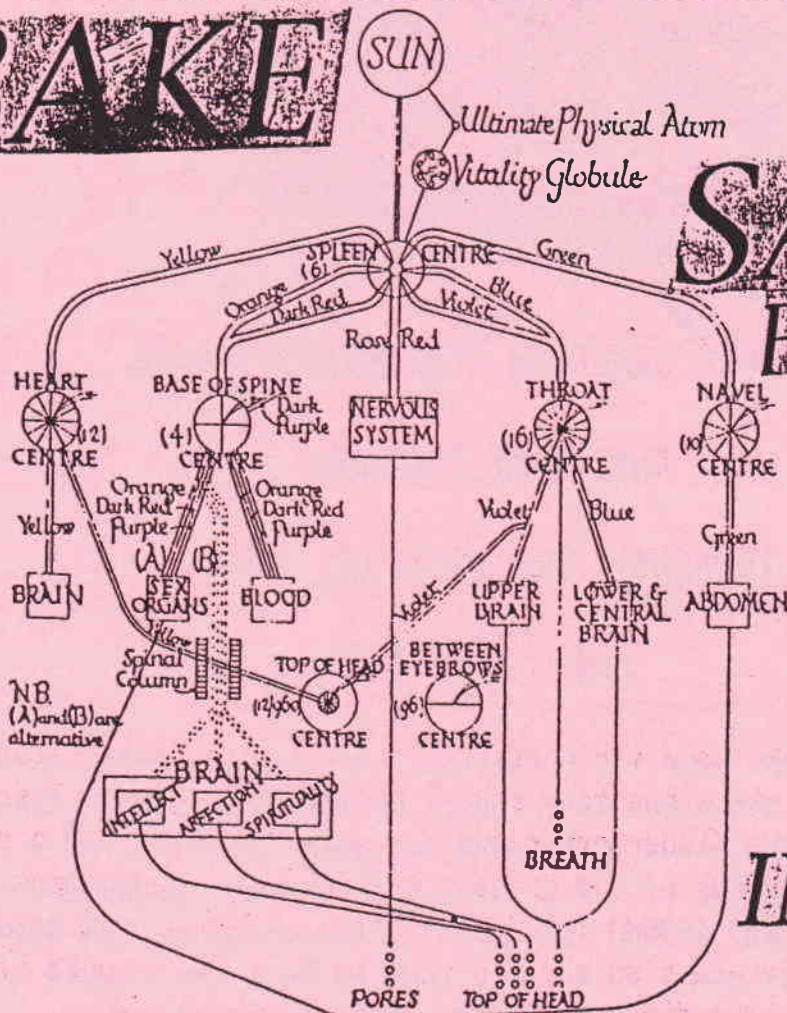 RAKE
SUN
Ultimate Physical Atom
Vitality Globule
SA
Yellow
SPLEEN
(6)
CENTRE
Green
Orange
Dark Red
Blue
Violet
Rose Red
HEART
(12)
CENTRE
BASE OF SPINE
Dark
Purple
(4)
CENTRE
NERVOUS
SYSTEM
THROAT
(16)
CENTRE
NAVEL
(10)
CENTRE
Yellow
Orange
Dark Red
Purple
Orange
Dark Red
Purple
Violet
Blue
Green
(A)
(B)
BRAIN
SEX
ORGANS
BLOOD
Violet
UPPER
BRAIN
LOWER &
CENTRAL
BRAIN
ABDOMEN
Yellow
Spinal
Column
TOP OF HEAD
(12/960)
CENTRE
BETWEEN
EYEBROWS
(96)
CENTRE
N.B.
(A) and (B) are
alternative
BRAIN
INTELLECT
AFFECTION
SPIRITUALITY
BREATH
PORES
TOP OF HEAD